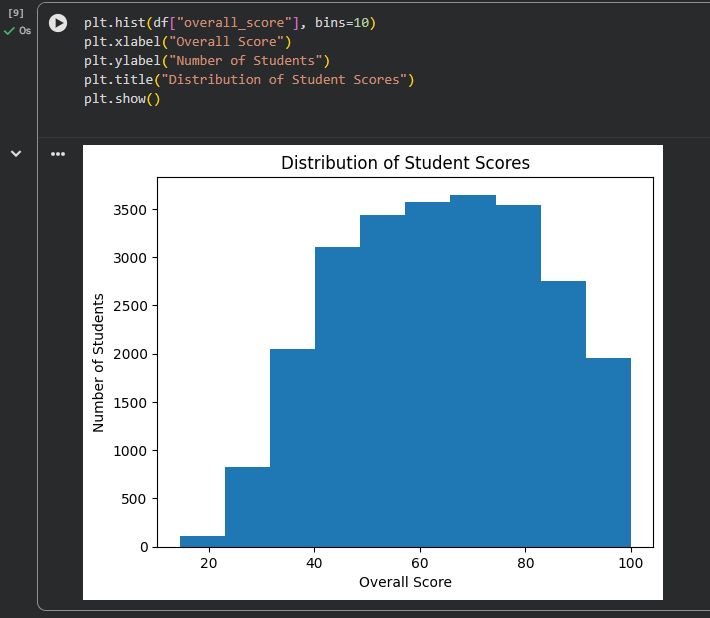 [9]
0s
plt.hist(df["overall_score"], bins=10)
plt.xlabel("Overall Score")
plt.ylabel("Number of Students")
plt.title("Distribution of Student Scores")
plt.show()
Distribution of Student Scores
Number of Students
3500
3000
2500
2000
1500
1000
500
0
20 40 60 80 100
Overall Score